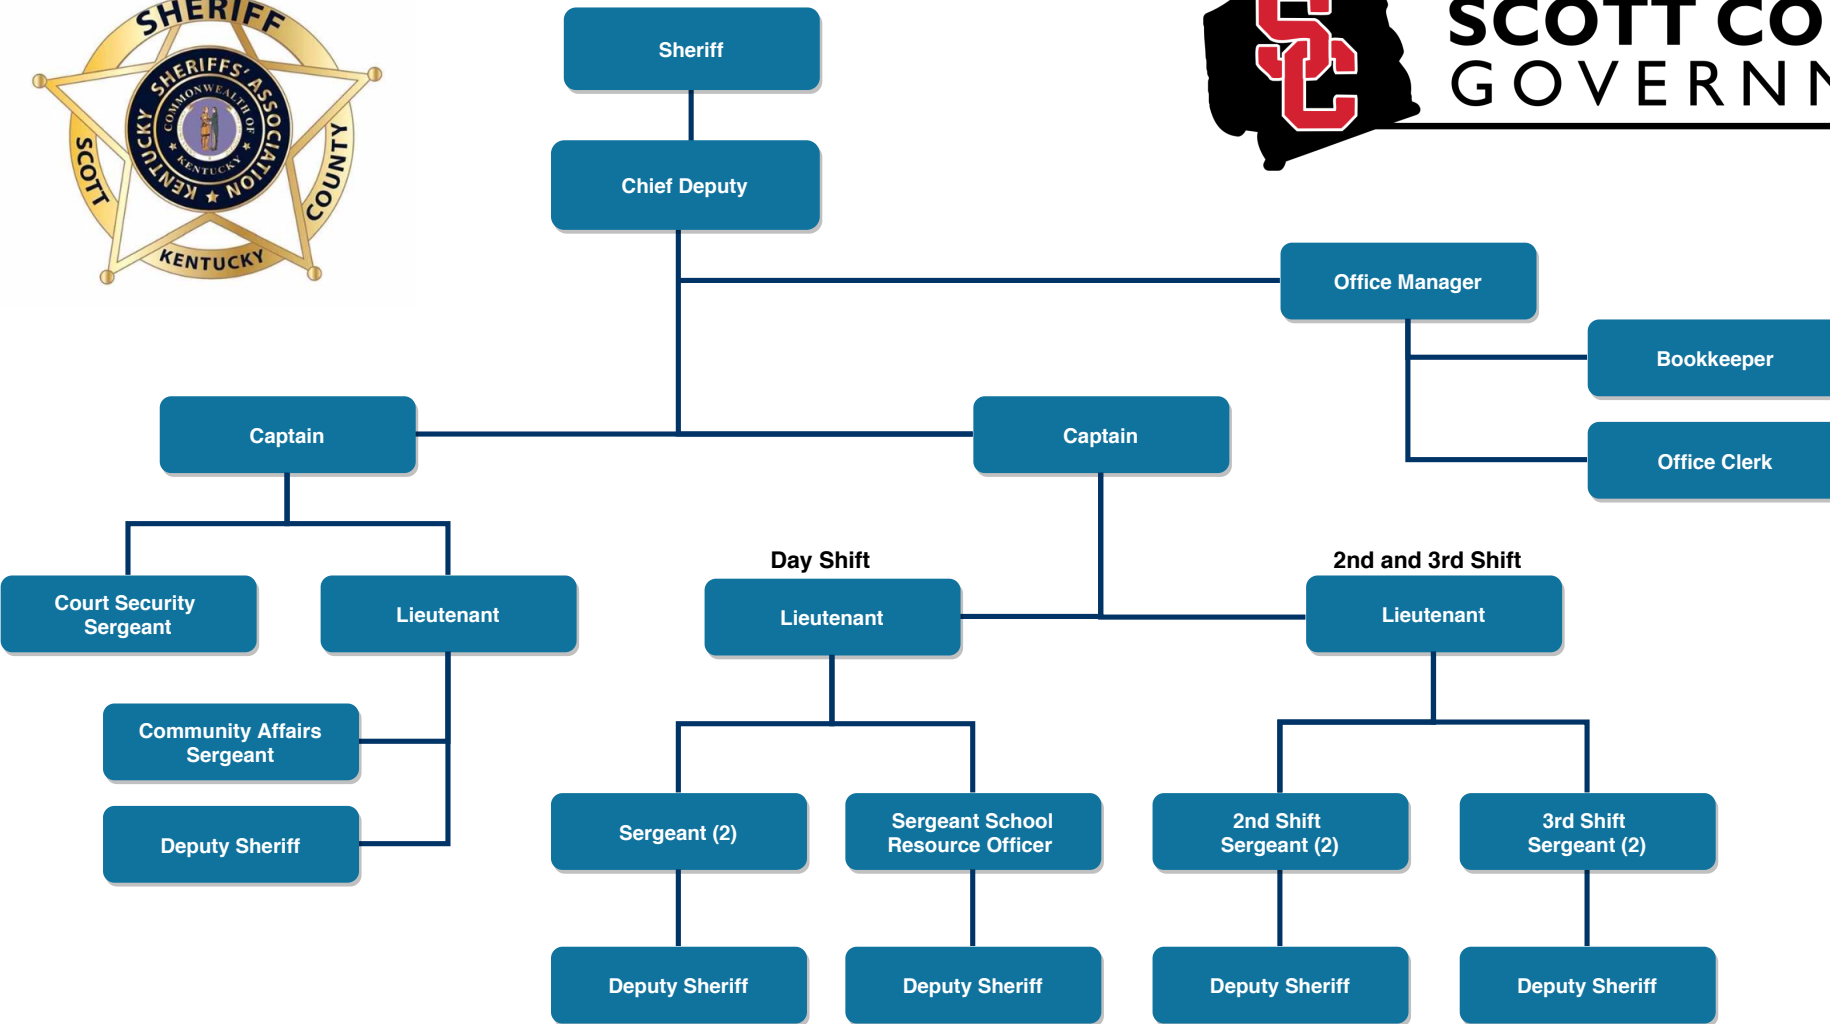 SHERIFF
KENTUCKY SHERIFFS' ASSOCIATION
COMMONWEALTH OF
KENTUCKY
SCOTT
COUNTY
KENTUCKY
SC
SCOTT CO
GOVERNM
Sheriff
Chief Deputy
Office Manager
Bookkeeper
Office Clerk
Captain
Captain
Day Shift
2nd and 3rd Shift
Court Security
Sergeant
Lieutenant
Lieutenant
Lieutenant
Community Affairs
Sergeant
Deputy Sheriff
Sergeant (2)
Sergeant School
Resource Officer
2nd Shift
Sergeant (2)
3rd Shift
Sergeant (2)
Deputy Sheriff
Deputy Sheriff
Deputy Sheriff
Deputy Sheriff